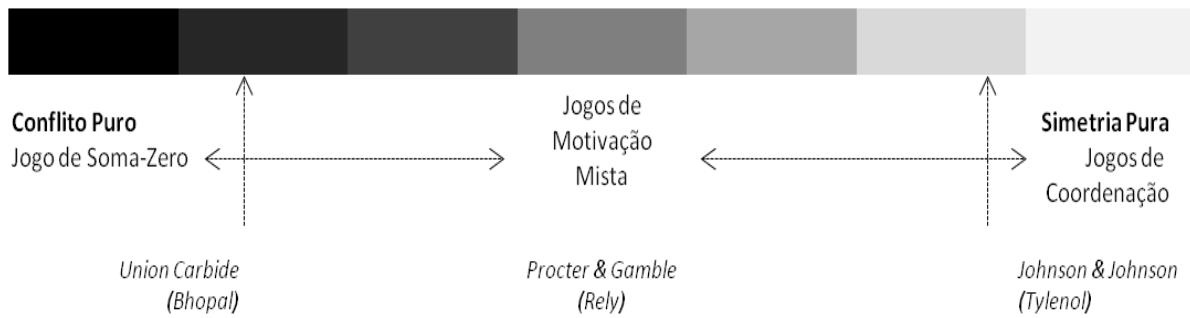 Conflito Puro
Jogo de Soma-Zero
Jogos de
Motivação
Mista
Simetria Pura
Jogos de
Coordenação
Union Carbide
(Bhopal)
Procter & Gamble
(Rely)
Johnson & Johnson
(Tylenol)